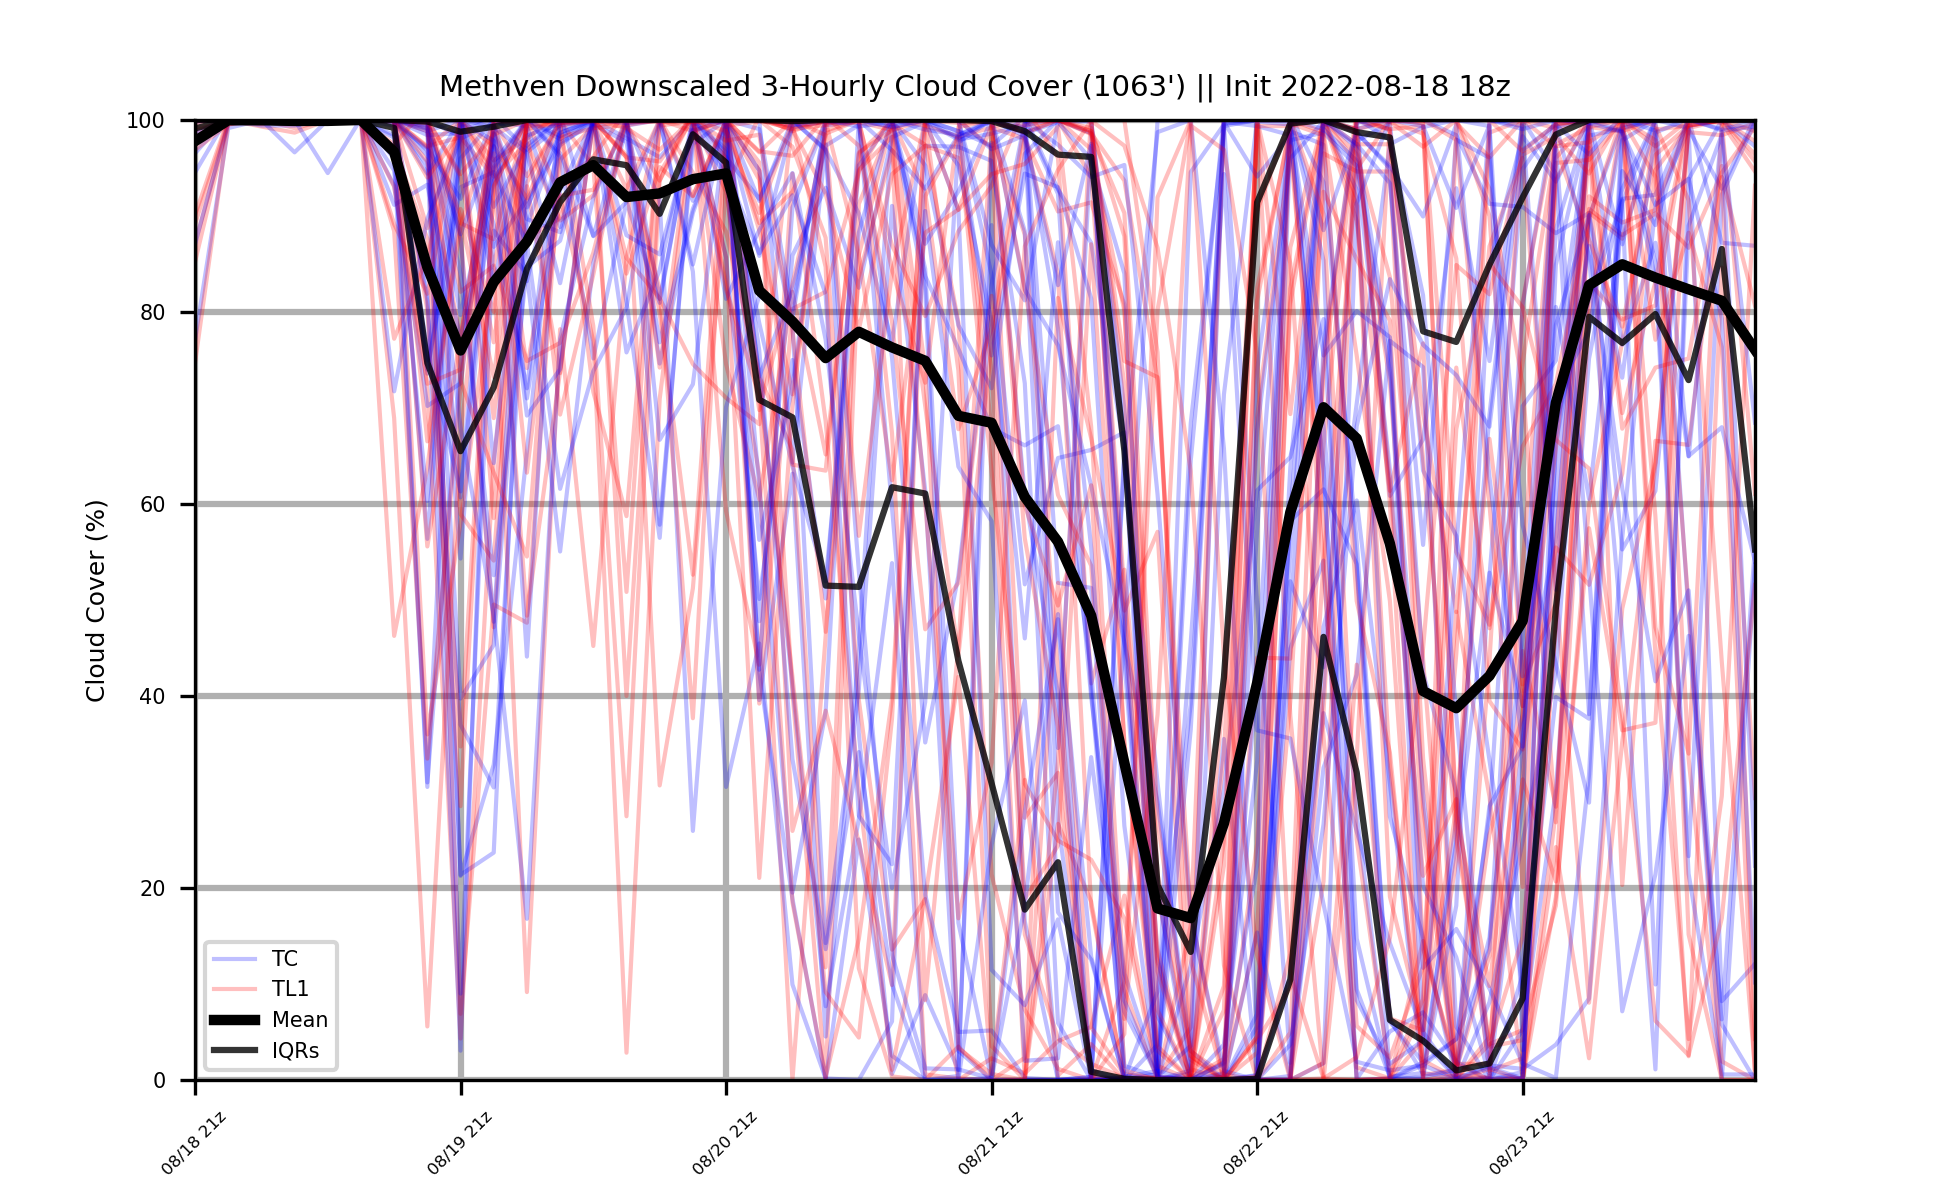 Methven Downscaled 3-Hourly Cloud Cover (1063') || Init 2022-08-18 18z
100
80
60
40
20
0
Cloud Cover (%)
TC
TL1
Mean
IQRs
08/18 21z
08/19 21z
08/20 21z
08/21 21z
08/22 21z
08/23 21z